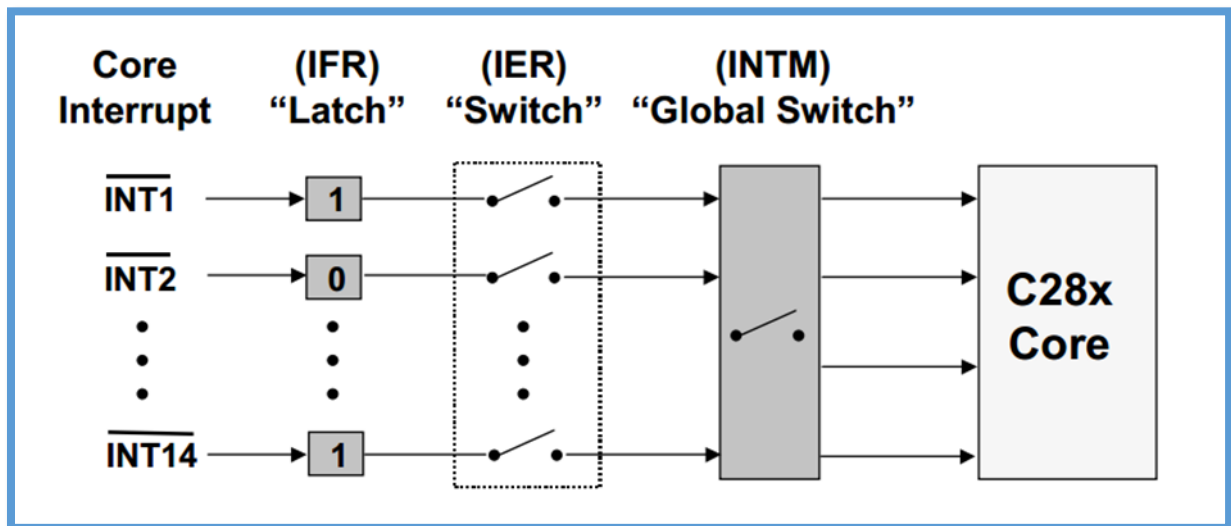 Core (IFR) (IER) (INTM)
Interrupt “Latch” “Switch” “Global Switch”
INT1 1
INT2 0
C28x
Core
INT14 1